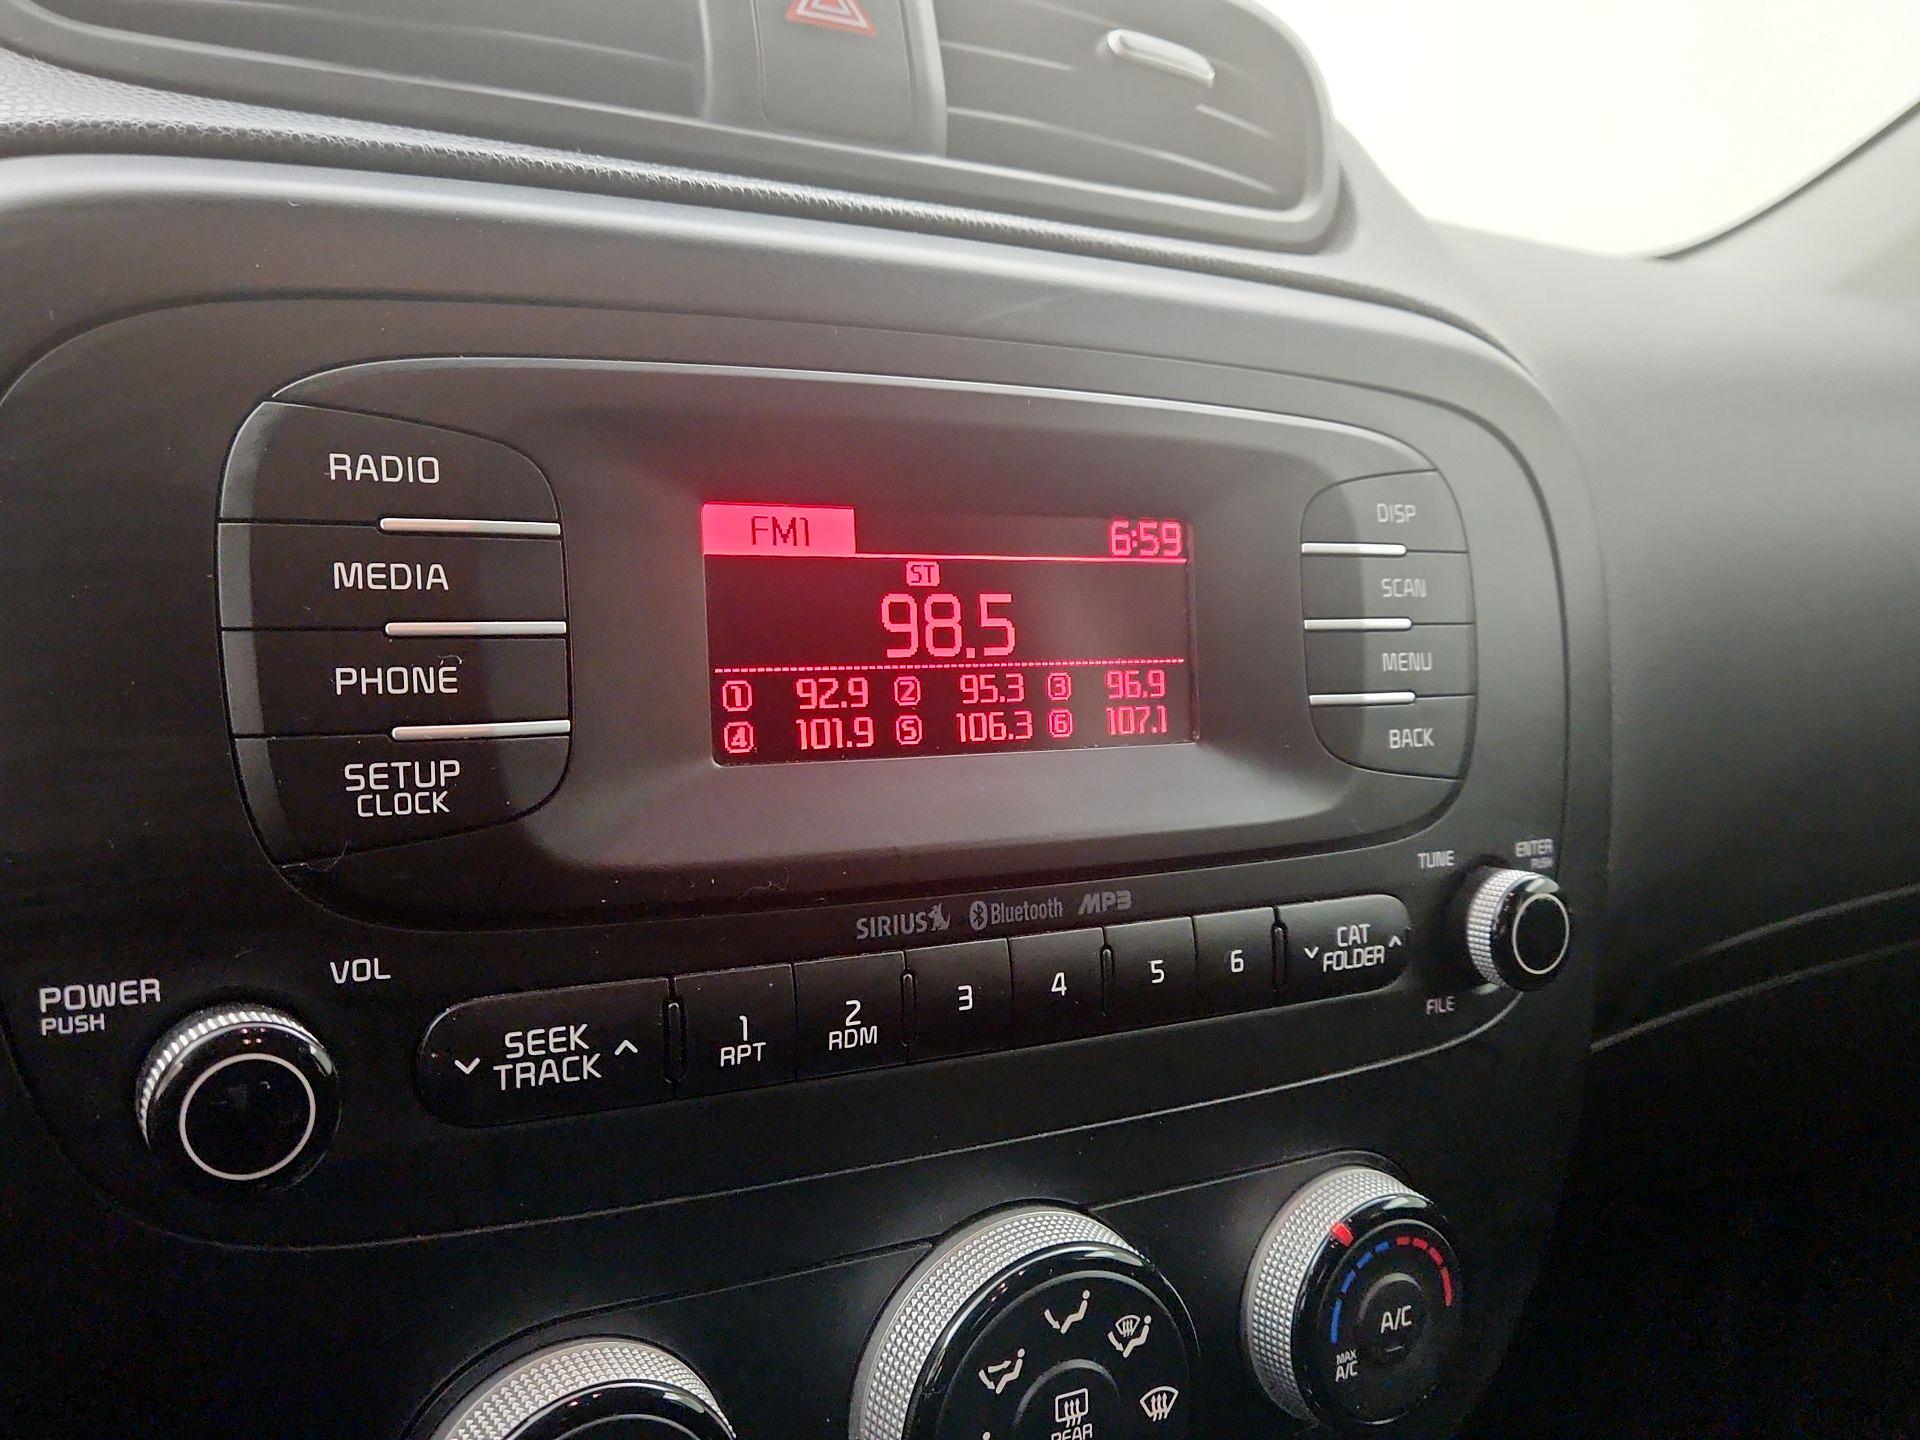 RADIO
MEDIA
PHONE
SETUP
CLOCK
FM1 6:59
ST
98.5
1 92.9 2 95.3 3 96.9
4 101.9 5 106.3 6 107.1
DISP
SCAN
MENU
BACK
SIRIUS Bluetooth MP3
TUNE
ENTER
PUSH
POWER
PUSH
VOL
SEEK
TRACK
1
RPT
2
RDM
3
4
5
6
CAT
FOLDER
FILE
A/C
MAX
A/C
REAR